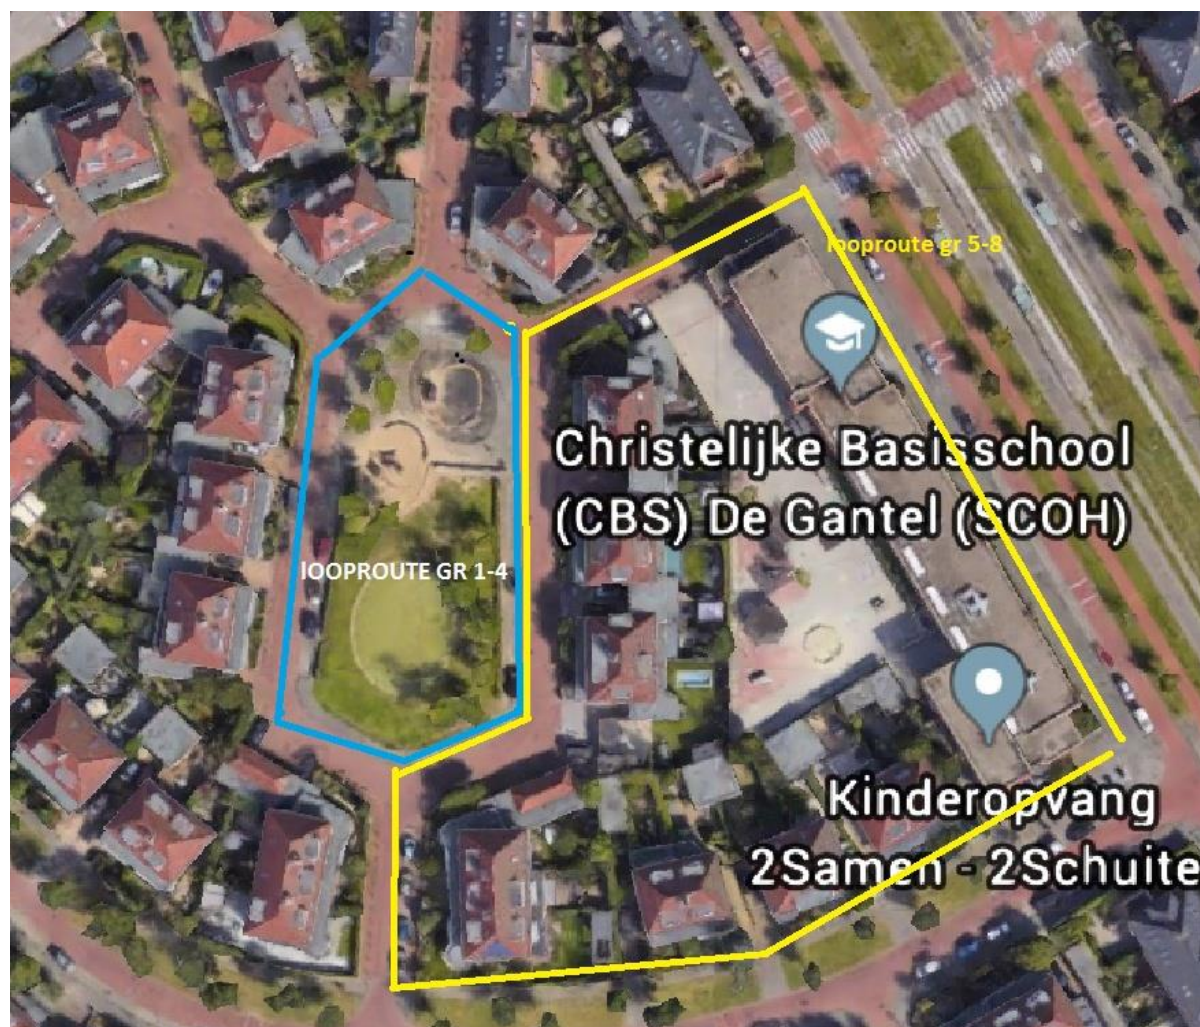 looproute gr 5-8
Christelijke Basisschool
(CBS) De Gantel (SCOH)
lOOPROUTE GR 1-4
Kinderopvang
2Samen - 2Schuite